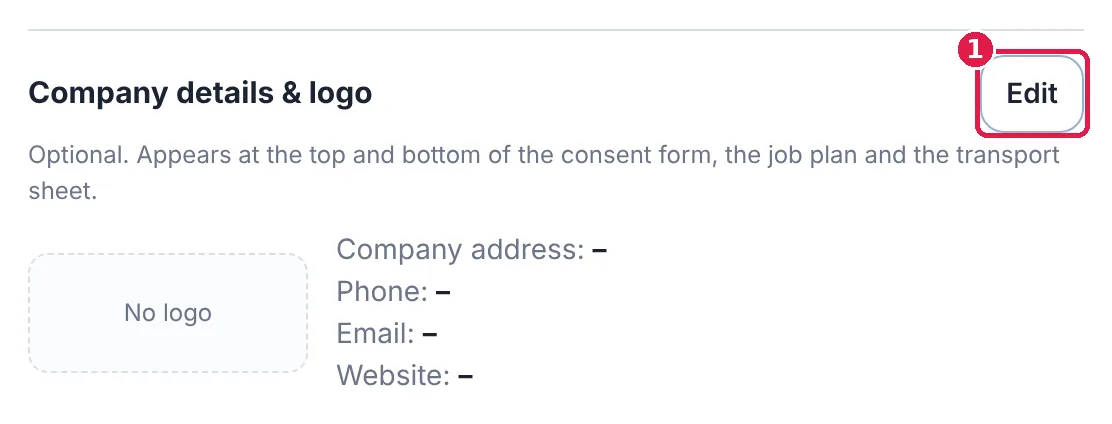 1
Company details & logo
Edit
Optional. Appears at the top and bottom of the consent form, the job plan and the transport
sheet.
No logo
Company address: –
Phone: –
Email: –
Website: –